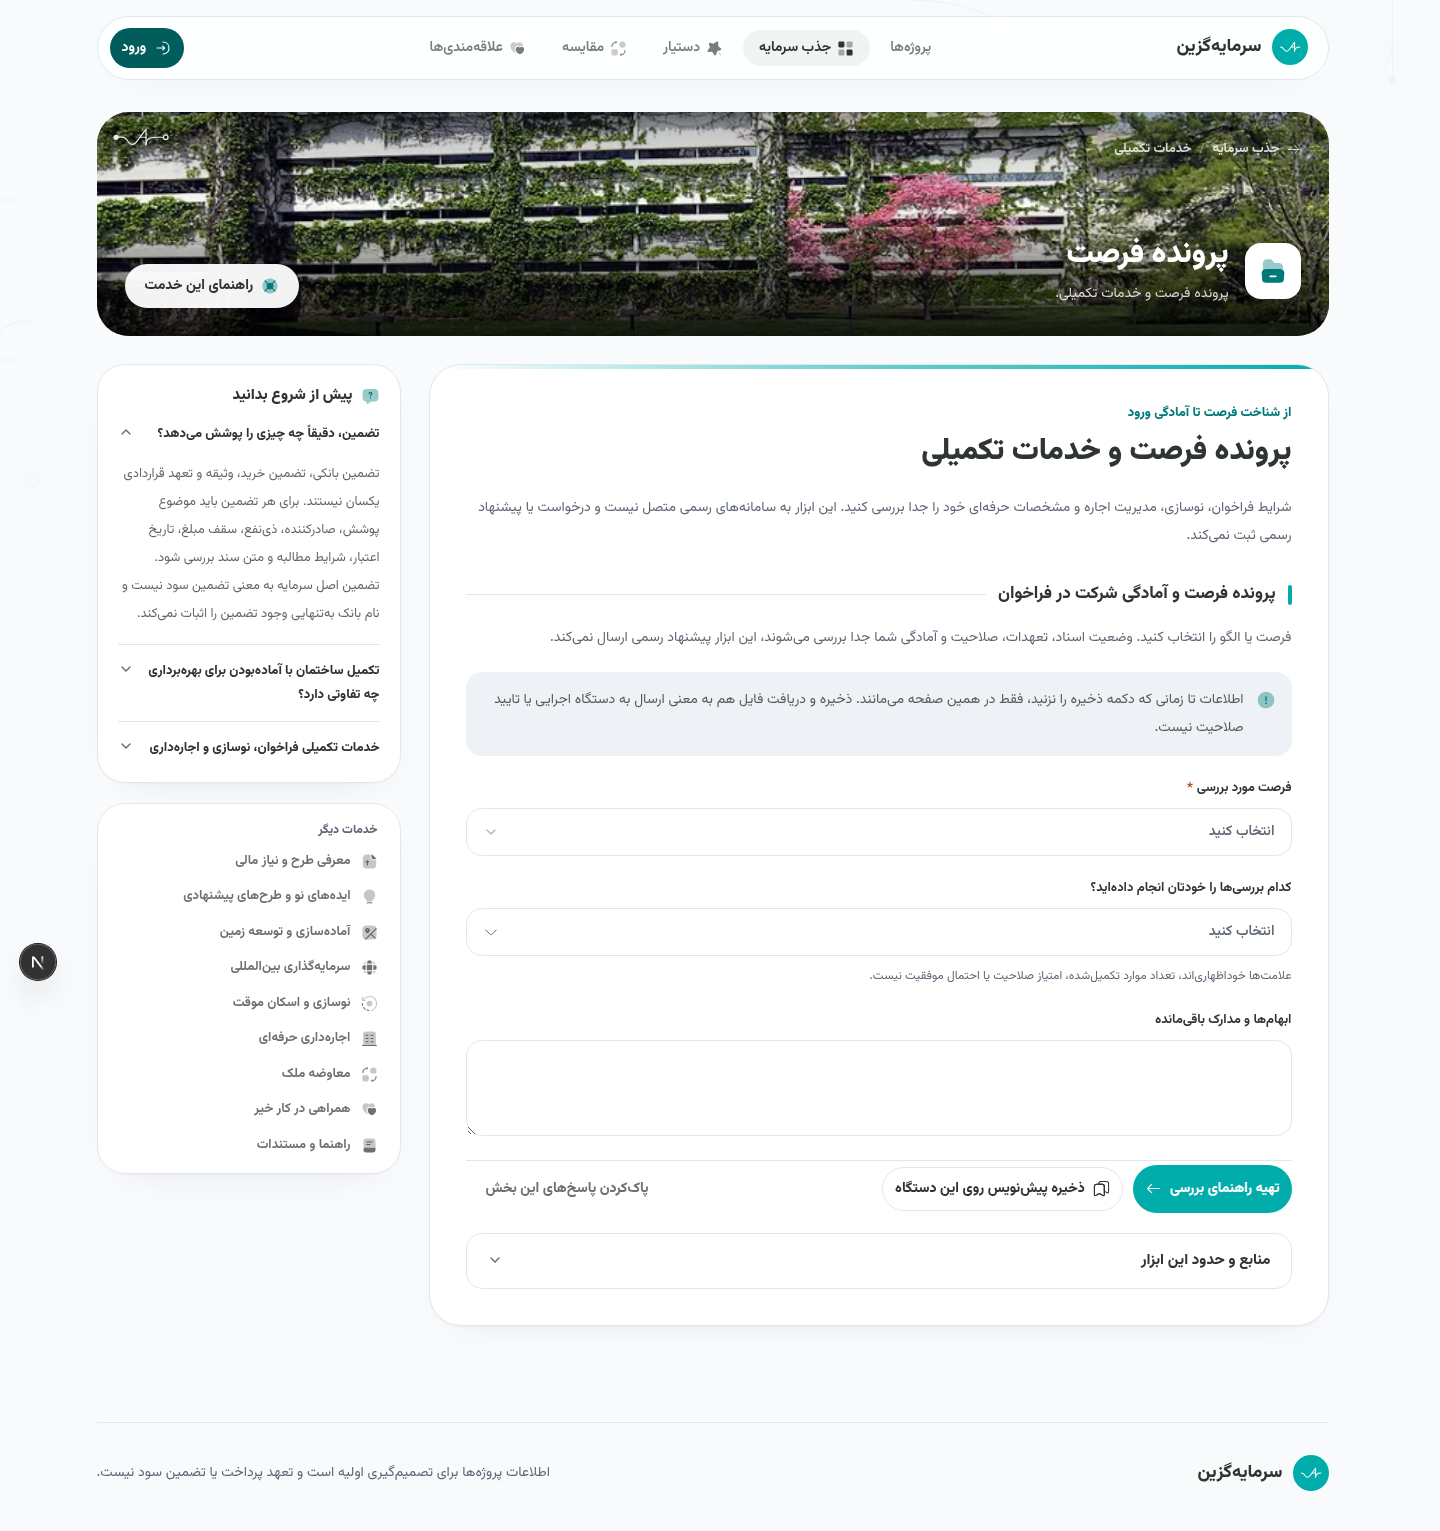 سرمایه‌گزین
پروژه‌ها
جذب سرمایه
دستیار
مقایسه
علاقه‌مندی‌ها
ورود
جذب سرمایه / خدمات تکمیلی
پرونده فرصت
پرونده فرصت و خدمات تکمیلی.
راهنمای این خدمت
از شناخت فرصت تا آمادگی ورود
پرونده فرصت و خدمات تکمیلی
شرایط فراخوان، نوسازی، مدیریت اجاره و مشخصات حرفه‌ای خود را جدا بررسی کنید. این ابزار به سامانه‌های رسمی متصل نیست و درخواست یا پیشنهاد
رسمی ثبت نمی‌کند.
پرونده فرصت و آمادگی شرکت در فراخوان
فرصت یا الگو را انتخاب کنید. وضعیت اسناد، تعهدات، صلاحیت و آمادگی شما جدا بررسی می‌شوند، این ابزار پیشنهاد رسمی ارسال نمی‌کند.
اطلاعات تا زمانی که دکمه ذخیره را نزنید، فقط در همین صفحه می‌مانند. ذخیره و دریافت فایل هم به معنی ارسال به دستگاه اجرایی یا تایید
صلاحیت نیست.
فرصت مورد بررسی *
انتخاب کنید
کدام بررسی‌ها را خودتان انجام داده‌اید؟
انتخاب کنید
علامت‌ها خوداظهاری‌اند، تعداد موارد تکمیل‌شده، امتیاز صلاحیت یا احتمال موفقیت نیست.
ابهام‌ها و مدارک باقی‌مانده
تهیه راهنمای بررسی
ذخیره پیش‌نویس روی این دستگاه
پاک‌کردن پاسخ‌های این بخش
منابع و حدود این ابزار
پیش از شروع بدانید
تضمین، دقیقاً چه چیزی را پوشش می‌دهد؟
تضمین بانکی، تضمین خرید، وثیقه و تعهد قراردادی
یکسان نیستند. برای هر تضمین باید موضوع
پوشش، صادرکننده، ذی‌نفع، سقف مبلغ، تاریخ
اعتبار، شرایط مطالبه و متن سند بررسی شود.
تضمین اصل سرمایه به معنی تضمین سود نیست و
نام بانک به‌تنهایی وجود تضمین را اثبات نمی‌کند.
تکمیل ساختمان با آماده‌بودن برای بهره‌برداری
چه تفاوتی دارد؟
خدمات تکمیلی فراخوان، نوسازی و اجاره‌داری
خدمات دیگر
معرفی طرح و نیاز مالی
ایده‌های نو و طرح‌های پیشنهادی
آماده‌سازی و توسعه زمین
سرمایه‌گذاری بین‌المللی
نوسازی و اسکان موقت
اجاره‌داری حرفه‌ای
معاوضه ملک
همراهی در کار خیر
راهنما و مستندات
N
سرمایه‌گزین
اطلاعات پروژه‌ها برای تصمیم‌گیری اولیه است و تعهد پرداخت یا تضمین سود نیست.